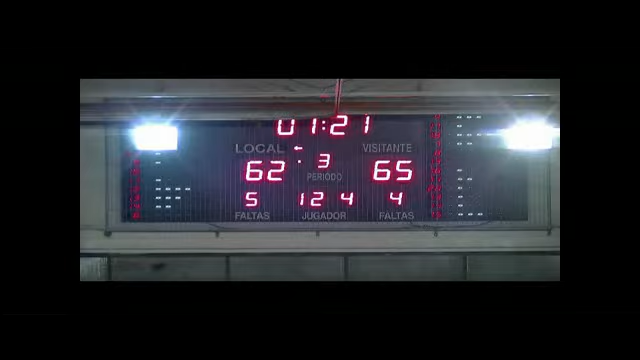 01:21
LOCAL VISITANTE
62 3 65
PERIODO
5 12 4 4
FALTAS JUGADOR FALTAS